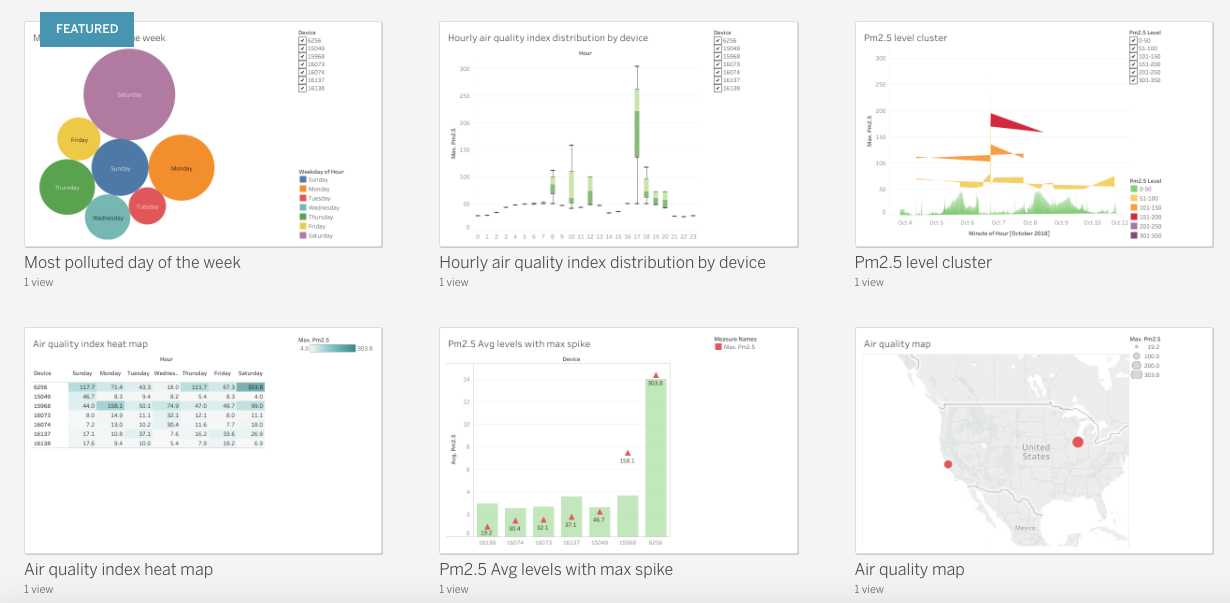 FEATURED
e week
Device
6256
15049
15968
16073
16074
16137
16138
Saturday
Friday
Sunday
Monday
Thursday
Tuesday
Wednesday
Weekday of Hour
Sunday
Monday
Tuesday
Wednesday
Thursday
Friday
Saturday
Most polluted day of the week
1 view
Hourly air quality index distribution by device
Hour
Max. Pm2.5
300
250
200
150
100
50
0
0 1 2 3 4 5 6 7 8 9 10 11 12 13 14 15 16 17 18 19 20 21 22 23
Device
6256
15049
15968
16073
16074
16137
16138
Hourly air quality index distribution by device
1 view
Pm2.5 level cluster
Max. Pm2.5
300
250
200
150
100
50
0
Oct 4 Oct 5 Oct 6 Oct 7 Oct 8 Oct 9 Oct 10 Oct 11
Minute of Hour [October 2018]
Pm2.5 Level
0-50
51-100
101-150
151-200
201-250
301-350
Pm2.5 Level
0-50
51-100
101-150
151-200
201-250
301-350
Pm2.5 level cluster
1 view
Air quality index heat map
Max. Pm2.5
4.0 303.8
Hour
Device Sunday Monday Tuesday Wednes.. Thursday Friday Saturday
6256 117.7 71.4 43.3 18.0 111.7 67.3 303.8
15049 46.7 8.3 9.4 8.2 5.4 8.3 4.0
15968 44.0 158.1 50.1 74.9 47.0 49.7 99.0
16073 8.0 14.9 11.1 32.1 12.1 8.0 11.1
16074 7.2 13.0 10.2 30.4 11.6 7.7 18.0
16137 17.1 10.8 37.1 7.6 16.2 33.6 26.9
16138 17.6 9.4 10.0 5.4 7.9 19.2 6.9
Air quality index heat map
1 view
Pm2.5 Avg levels with max spike
Measure Names
Max. Pm2.5
Device
Avg. Pm2.5
14
12
10
8
6
4
2
0
19.2 30.4 32.1 37.1 46.7 158.1 303.8
16138 16074 16073 16137 15049 15968 6256
Pm2.5 Avg levels with max spike
1 view
Air quality map
Max. Pm2.5
19.2
100.0
200.0
303.8
United
States
Mexico
Air quality map
1 view